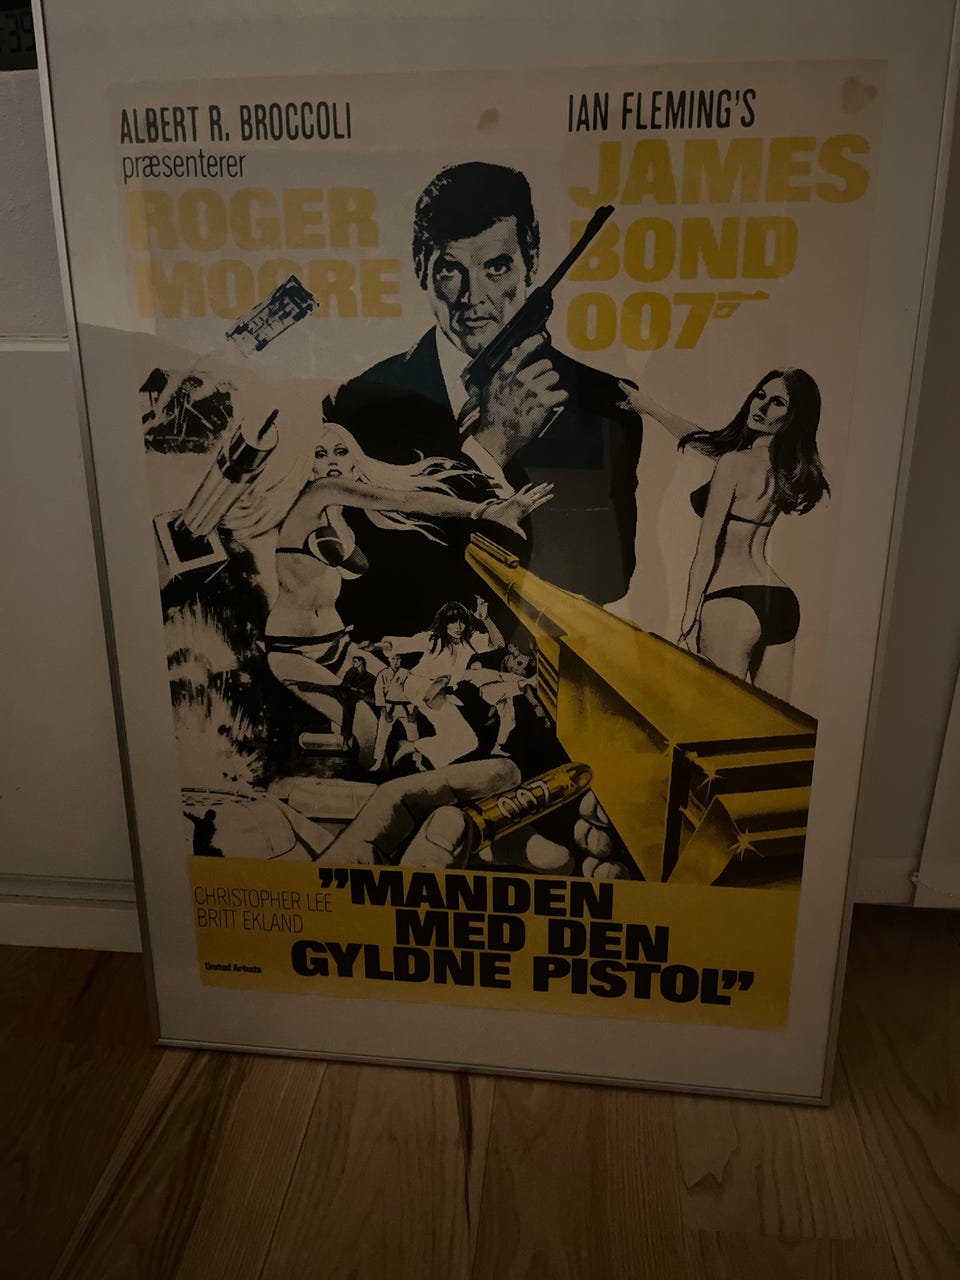 ALBERT R. BROCCOLI
præsenterer
ROGER
MOORE
IAN FLEMING'S
JAMES
BOND
007
007
CHRISTOPHER LEE
BRITT EKLAND
United Artists
"MANDEN
MED DEN
GYLDNE PISTOL"